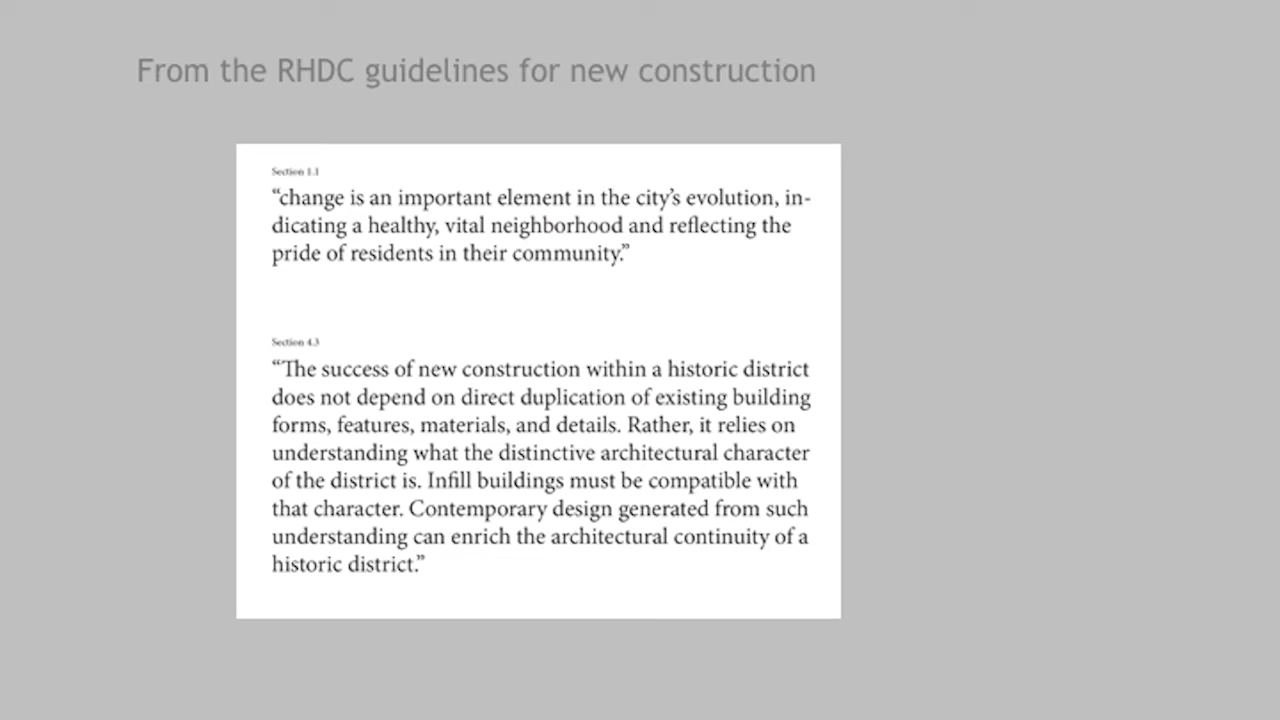 From the RHDC guidelines for new construction
Section 1.1
“change is an important element in the city’s evolution, in-
dicating a healthy, vital neighborhood and reflecting the
pride of residents in their community.”
Section 4.3
“The success of new construction within a historic district
does not depend on direct duplication of existing building
forms, features, materials, and details. Rather, it relies on
understanding what the distinctive architectural character
of the district is. Infill buildings must be compatible with
that character. Contemporary design generated from such
understanding can enrich the architectural continuity of a
historic district.”